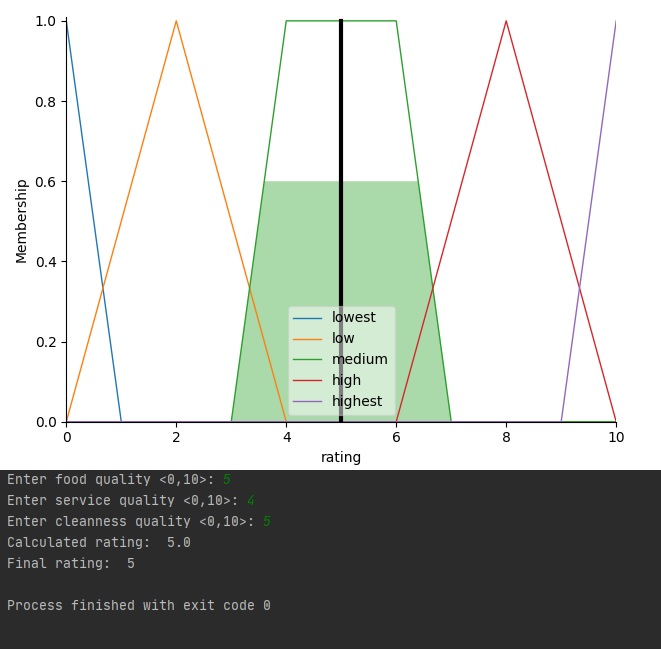 1.0
0.8
0.6
0.4
0.2
0.0
Membership
lowest
low
medium
high
highest
0 2 4 6 8 10
rating
Enter food quality <0,10>: 5
Enter service quality <0,10>: 4
Enter cleanness quality <0,10>: 5
Calculated rating:  5.0
Final rating:  5
Process finished with exit code 0